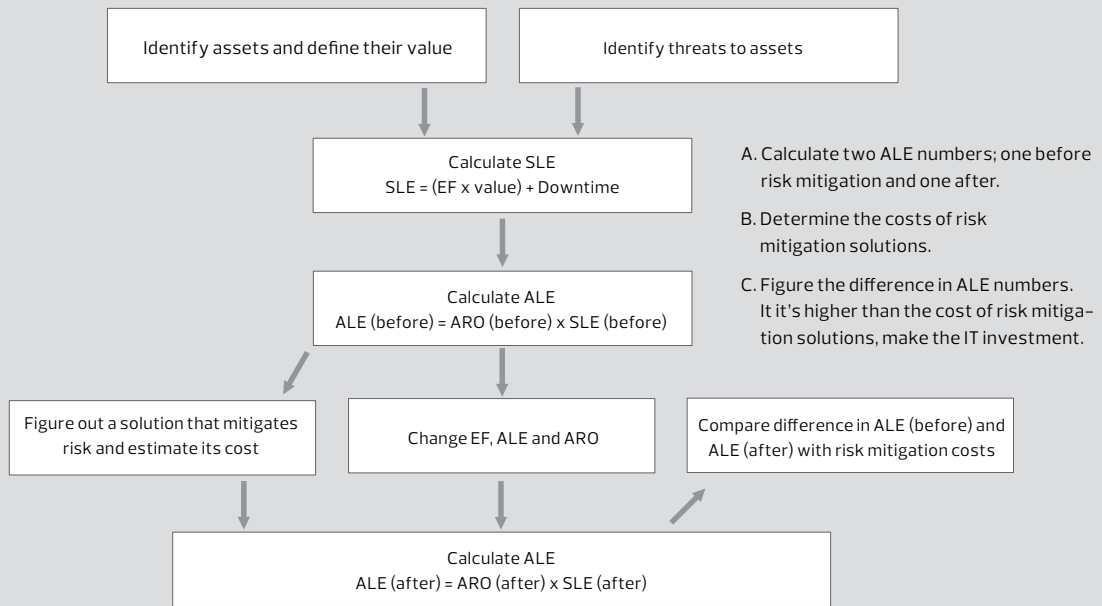 Identify assets and define their value
Identify threats to assets
Calculate SLE
SLE = (EF x value) + Downtime
A. Calculate two ALE numbers; one before
risk mitigation and one after.
B. Determine the costs of risk
mitigation solutions.
C. Figure the difference in ALE numbers.
It it's higher than the cost of risk mitiga-
tion solutions, make the IT investment.
Calculate ALE
ALE (before) = ARO (before) x SLE (before)
Figure out a solution that mitigates
risk and estimate its cost
Change EF, ALE and ARO
Compare difference in ALE (before) and
ALE (after) with risk mitigation costs
Calculate ALE
ALE (after) = ARO (after) x SLE (after)